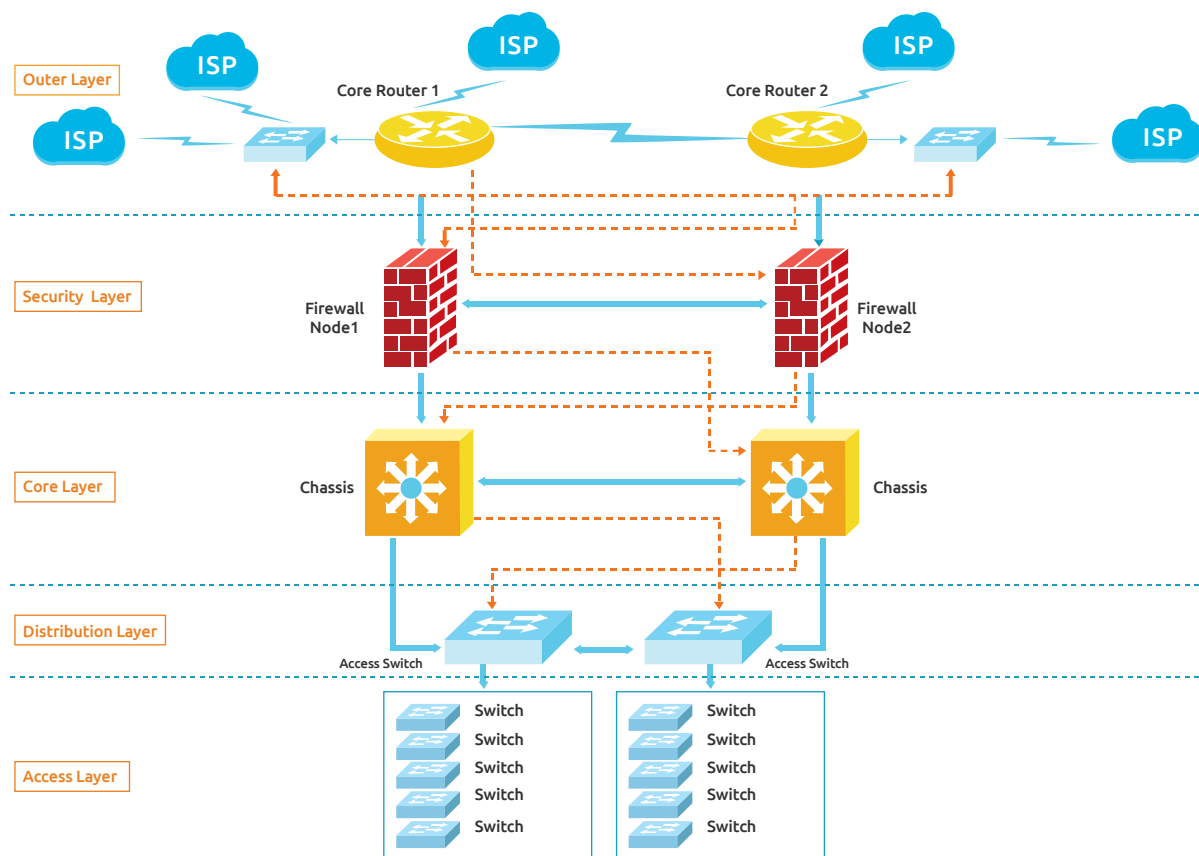 ISP
ISP
ISP
ISP
ISP
Outer Layer
Core Router 1
Core Router 2
Security Layer
Firewall
Node1
Firewall
Node2
Core Layer
Chassis
Chassis
Distribution Layer
Access Switch
Access Switch
Access Layer
Switch
Switch
Switch
Switch
Switch
Switch
Switch
Switch
Switch
Switch